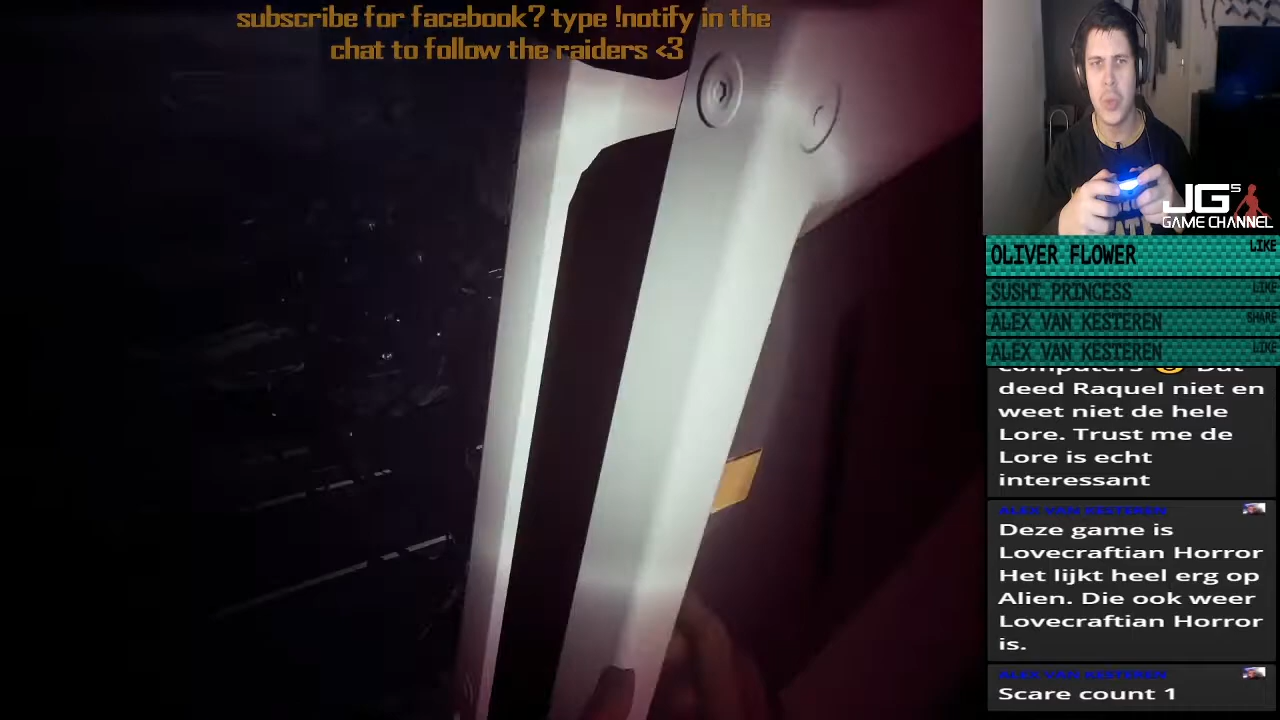 subscribe for facebook? type !notify in the
chat to follow the raiders <3
JGS
GAME CHANNEL
OLIVER FLOWER LIKE
SUSHI PRINCESS LIKE
ALEX VAN KESTEREN SHARE
ALEX VAN KESTEREN LIKE
computers 
deed Raquel niet en
weet niet de hele
Lore. Trust me de
Lore is echt
interessant
ALEX VAN KESTEREN
Deze game is
Lovecraftian Horror
Het lijkt heel erg op
Alien. Die ook weer
Lovecraftian Horror
is.
ALEX VAN KESTEREN
Scare count 1